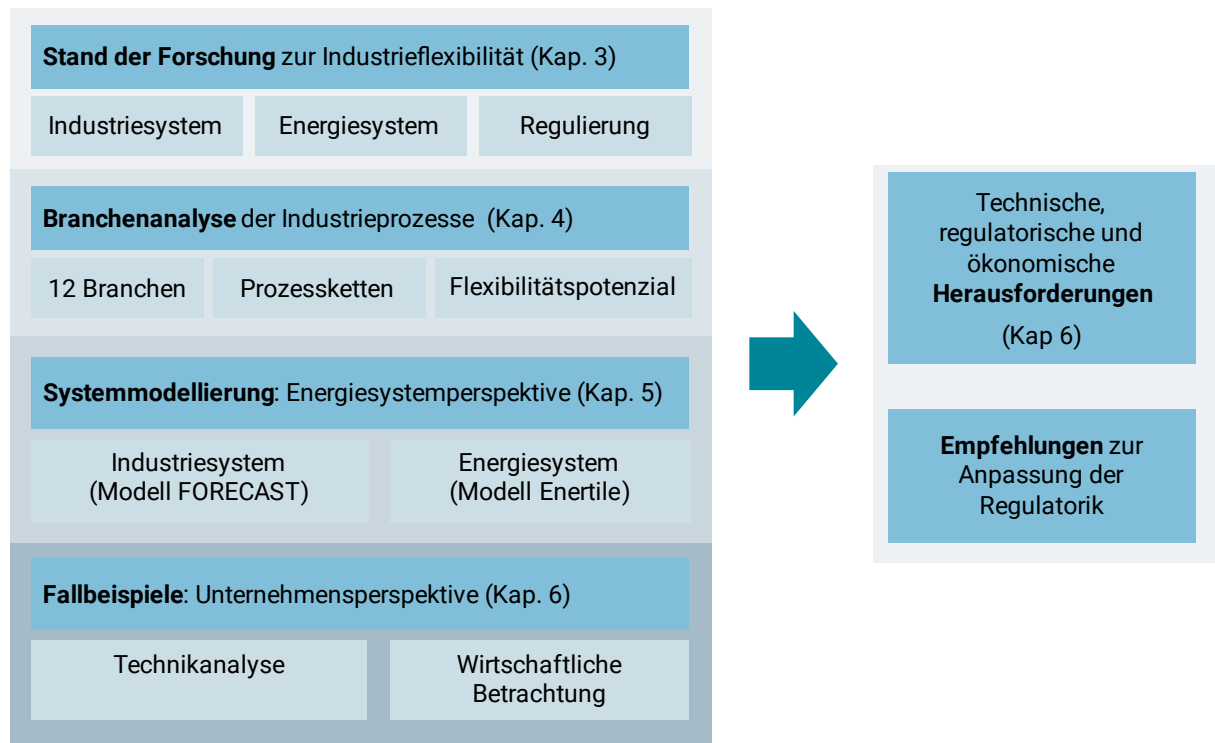 Stand der Forschung zur Industrieflexibilität (Kap. 3)
Industriesystem
Energiesystem
Regulierung
Branchenanalyse der Industrieprozesse (Kap. 4)
12 Branchen
Prozessketten
Flexibilitätspotenzial
Systemmodellierung: Energiesystemperspektive (Kap. 5)
Industriesystem
(Modell FORECAST)
Energiesystem
(Modell Enertile)
Fallbeispiele: Unternehmensperspektive (Kap. 6)
Technikanalyse
Wirtschaftliche
Betrachtung
Technische,
regulatorische und
ökonomische
Herausforderungen
(Kap 6)
Empfehlungen zur
Anpassung der
Regulatorik